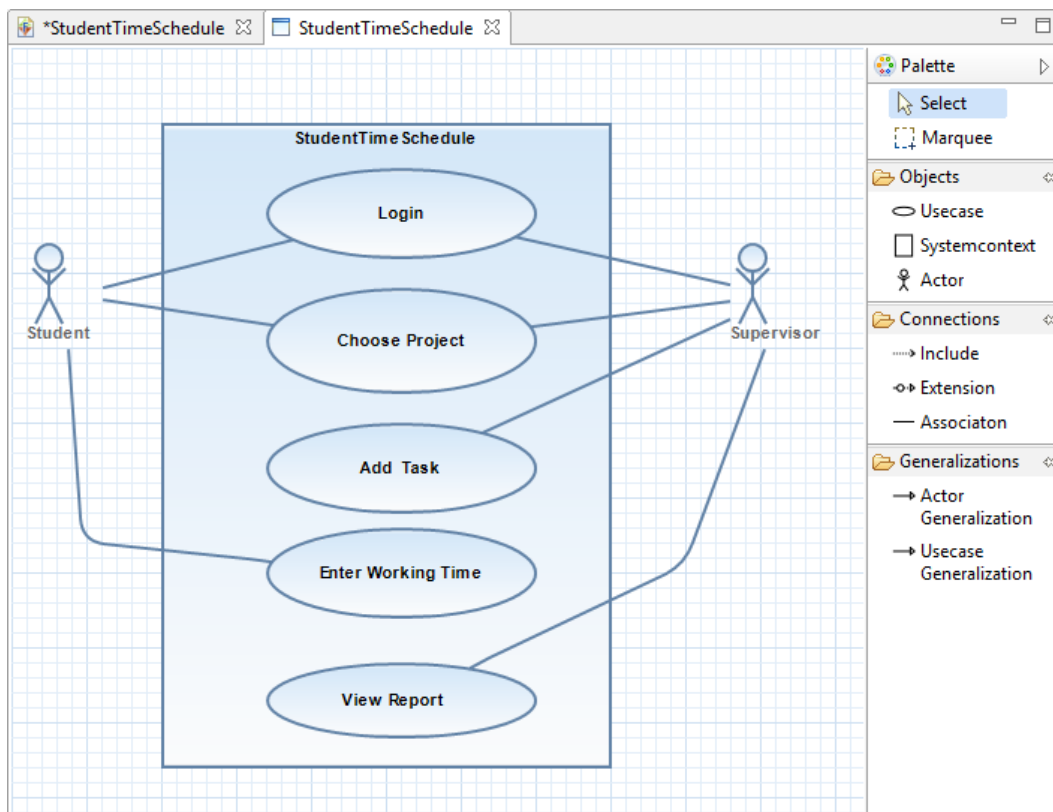 *StudentTimeSchedule
StudentTimeSchedule
StudentTimeSchedule
Login
Choose Project
Add Task
Enter Working Time
View Report
Student
Supervisor
Palette
Select
Marquee
Objects
Usecase
Systemcontext
Actor
Connections
Include
Extension
Associaton
Generalizations
Actor
Generalization
Usecase
Generalization